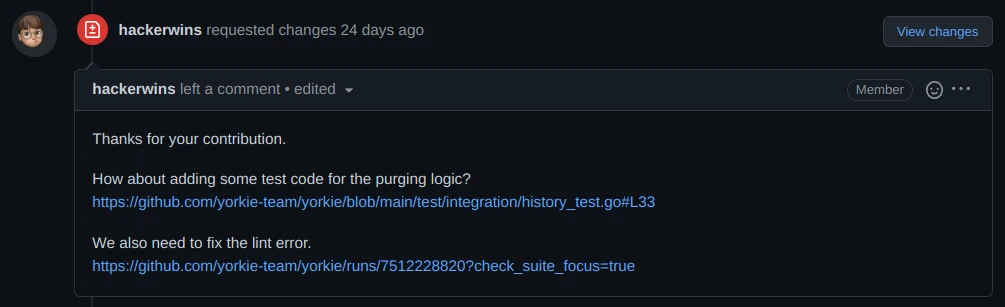 hackerwins requested changes 24 days ago
View changes
hackerwins left a comment • edited
Member
Thanks for your contribution.
How about adding some test code for the purging logic?
https://github.com/yorkie-team/yorkie/blob/main/test/integration/history_test.go#L33
We also need to fix the lint error.
https://github.com/yorkie-team/yorkie/runs/7512228820?check_suite_focus=true